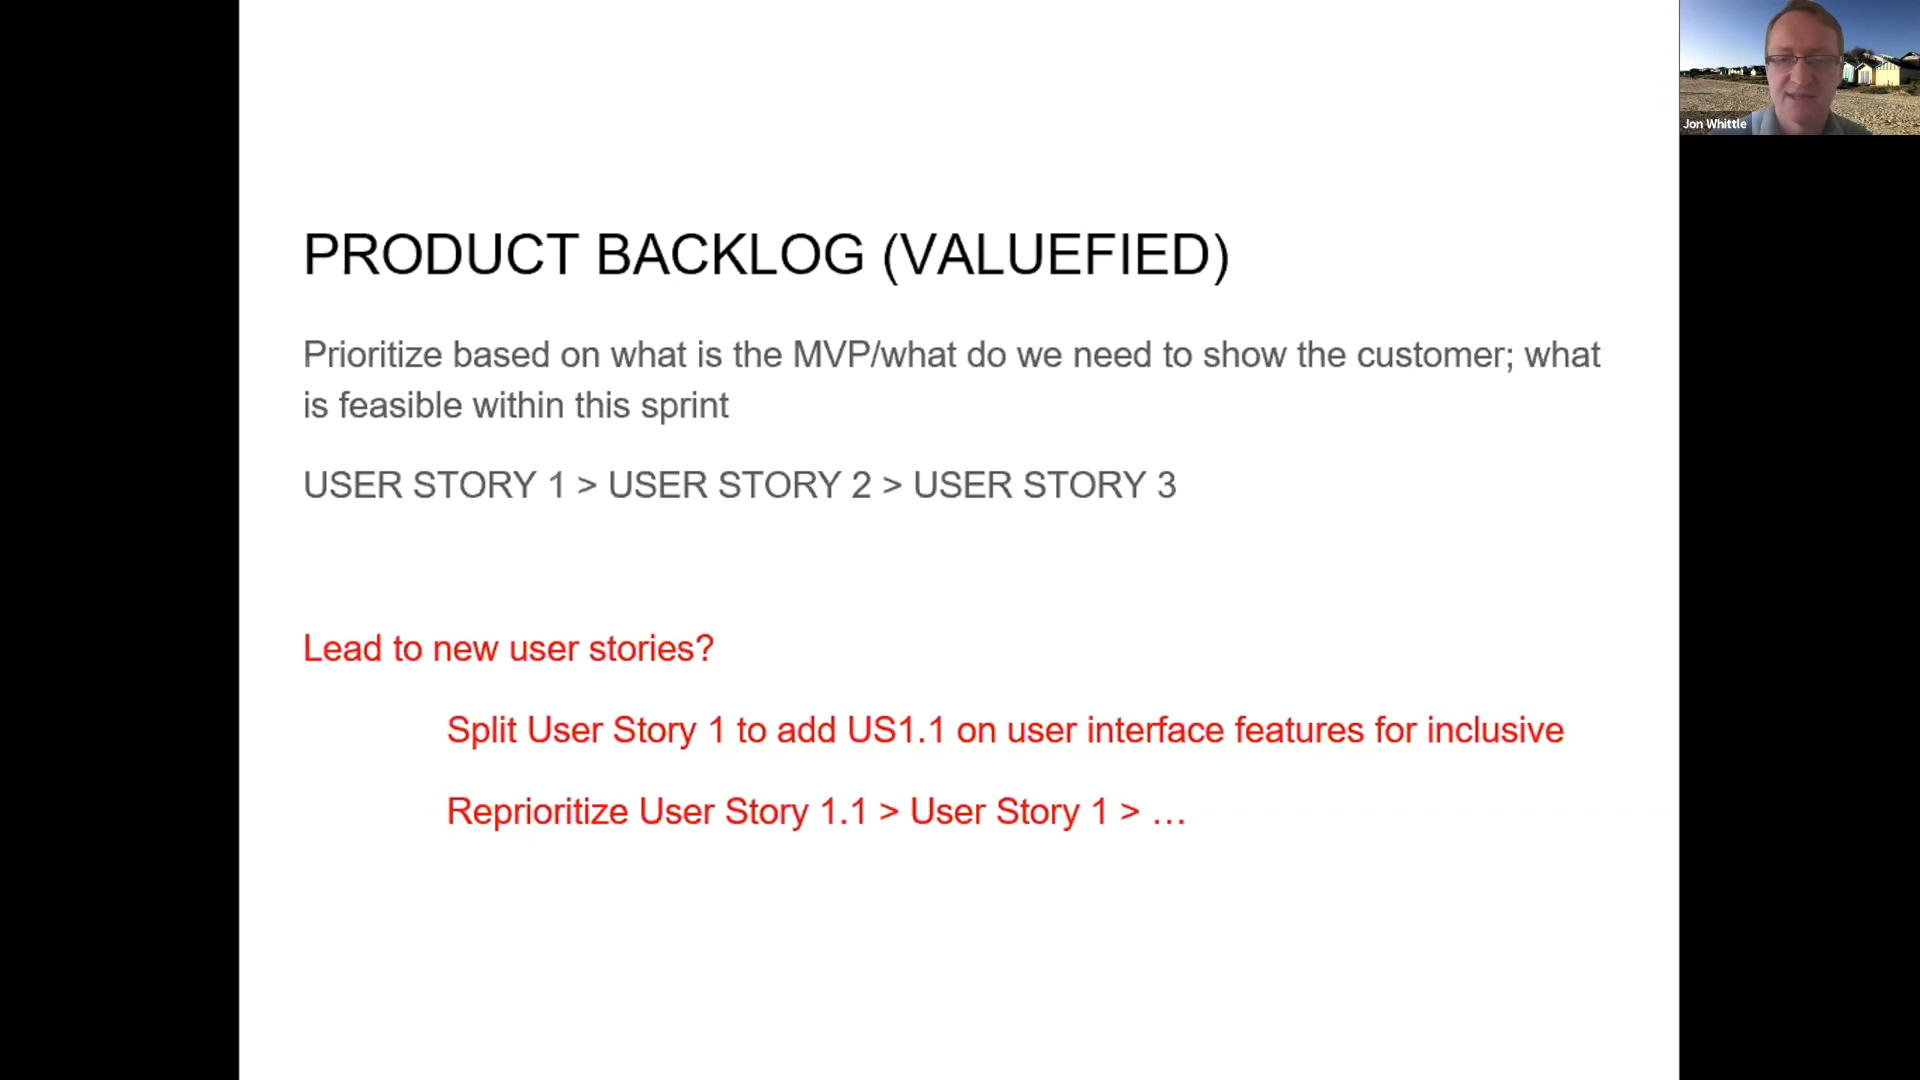 Jon Whittle
PRODUCT BACKLOG (VALUEFIED)
Prioritize based on what is the MVP/what do we need to show the customer; what
is feasible within this sprint
USER STORY 1 > USER STORY 2 > USER STORY 3
Lead to new user stories?
Split User Story 1 to add US1.1 on user interface features for inclusive
Reprioritize User Story 1.1 > User Story 1 > …